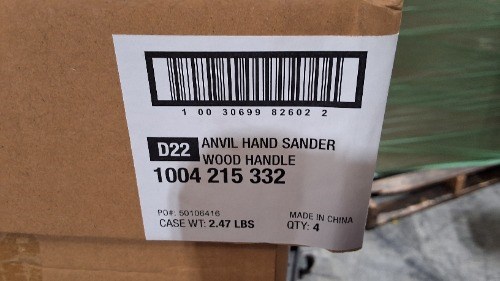 1 00 30699 82602 2
D22 ANVIL HAND SANDER
WOOD HANDLE
1004 215 332
PO#: 50106416
CASE WT: 2.47 LBS
MADE IN CHINA
QTY: 4